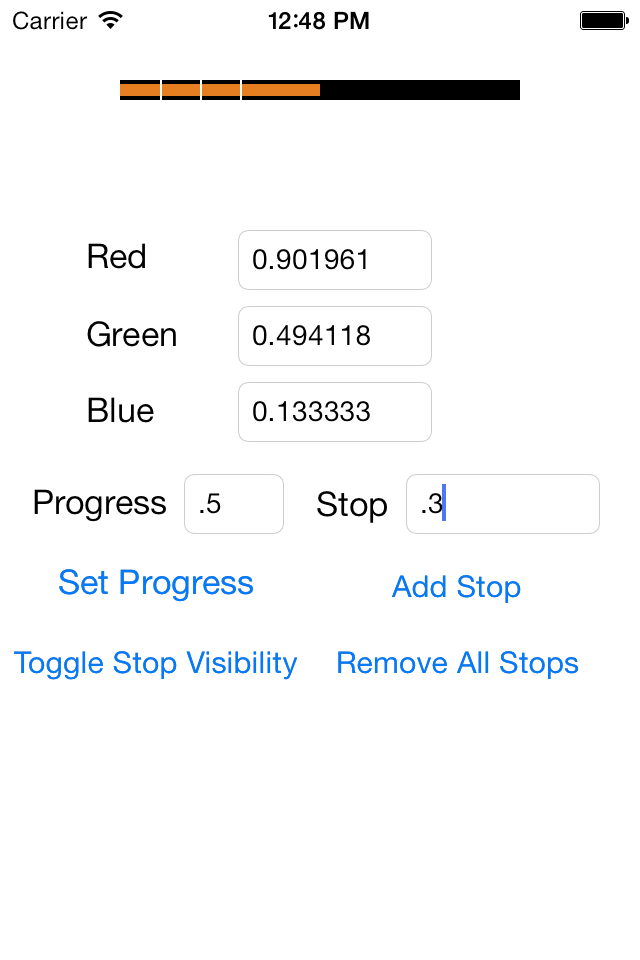 Carrier 12:48 PM
Red 0.901961
Green 0.494118
Blue 0.133333
Progress .5 Stop .3
Set Progress Add Stop
Toggle Stop Visibility Remove All Stops